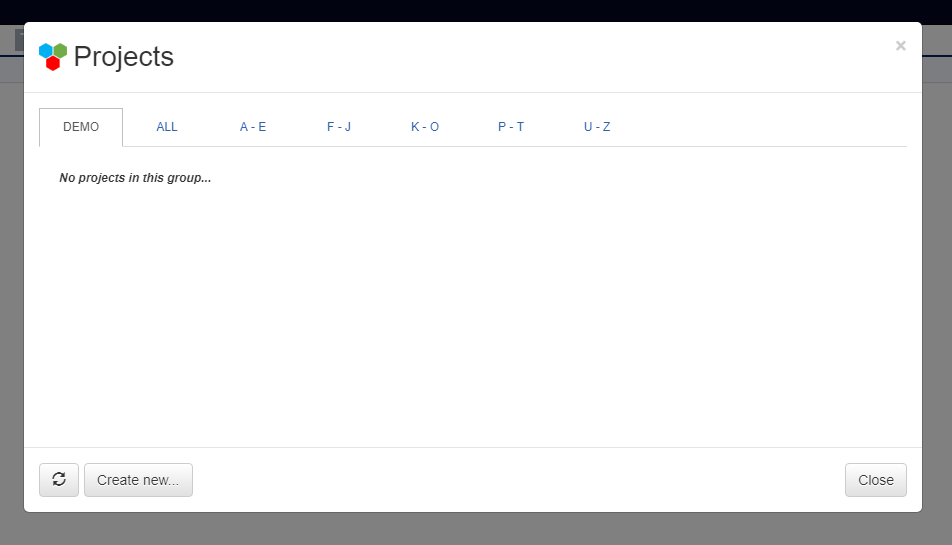 Projects
×
DEMO ALL A - E F - J K - O P - T U - Z
No projects in this group...
Create new... Close